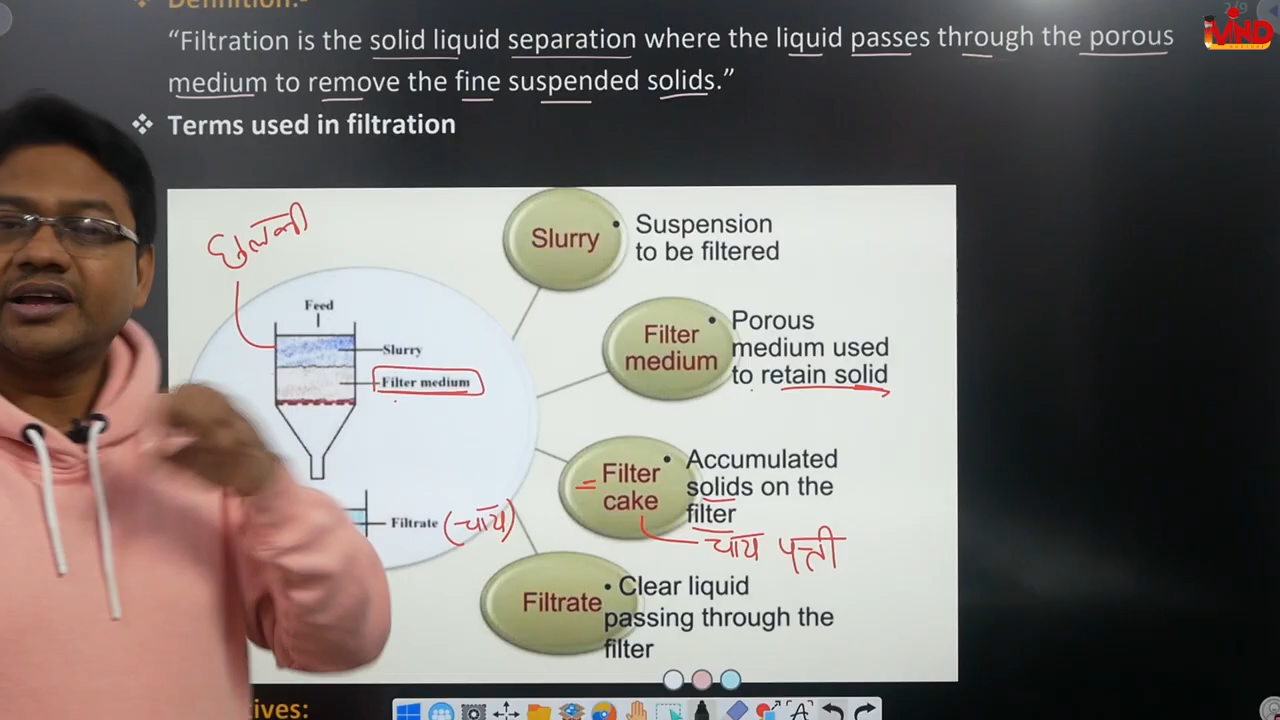 Definition:-
2/9
“Filtration is the solid liquid separation where the liquid passes through the porous
medium to remove the fine suspended solids.”
Terms used in filtration
छलनी
Feed
Slurry
Filter medium
Filtrate (चाय)
Slurry
• Suspension
to be filtered
Filter
medium
• Porous
medium used
to retain solid
= Filter
cake
• Accumulated
solids on the
filter
चाय पत्ती
Filtrate
• Clear liquid
passing through the
filter
ives: